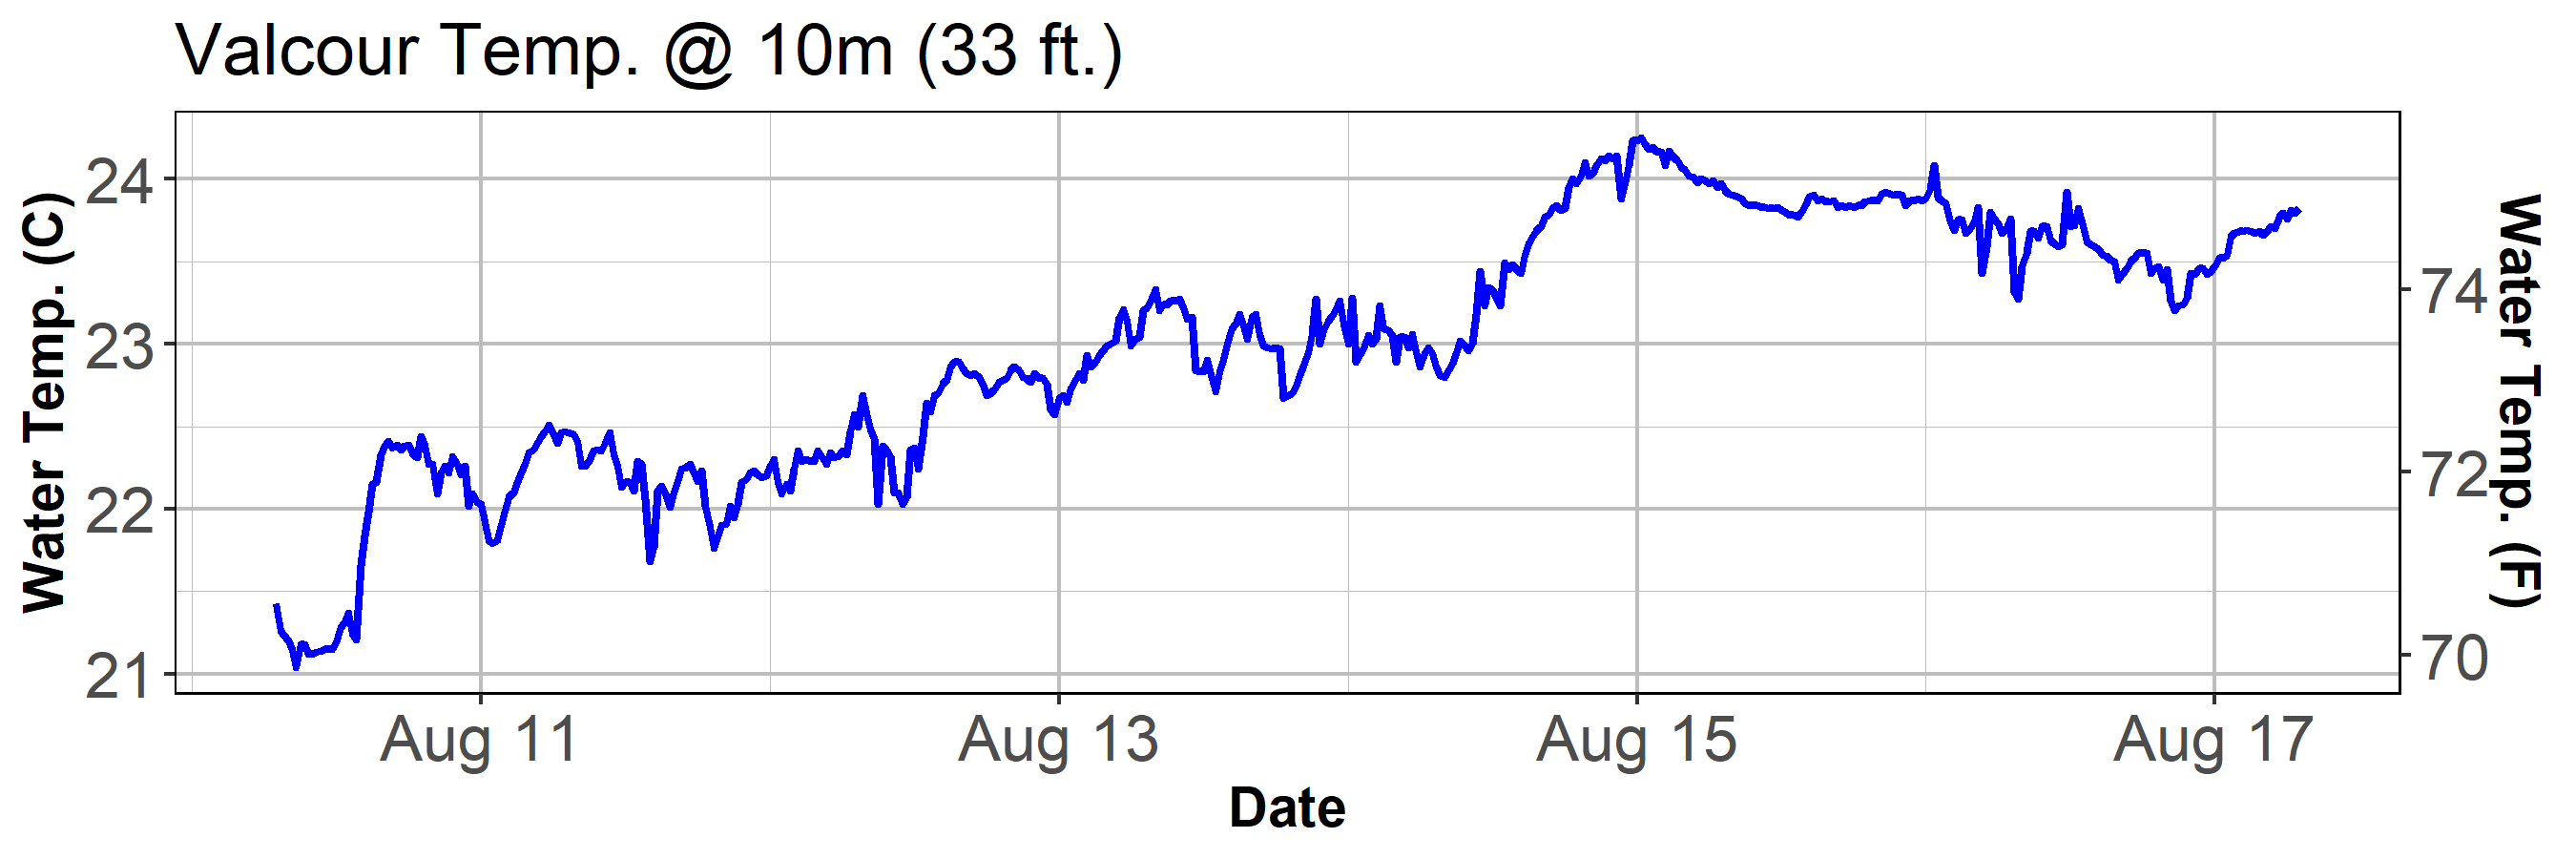 Valcour Temp. @ 10m (33 ft.)
Water Temp. (C)
24
23
22
21
74
72
70
Water Temp. (F)
Aug 11
Aug 13
Aug 15
Aug 17
Date